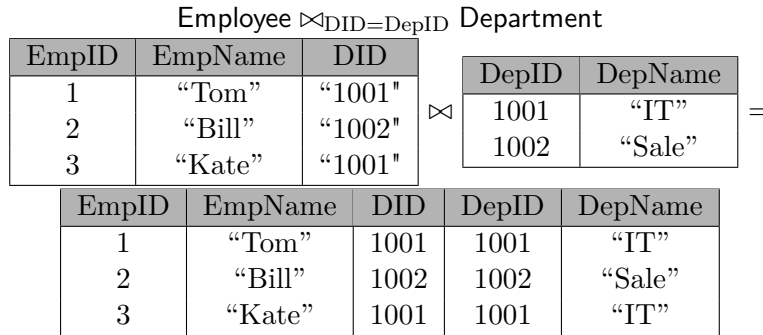 Employee ⋈DID=DepID Department
EmpID EmpName DID
1 “Tom” “1001"
2 “Bill” “1002"
3 “Kate” “1001"
⋈
DepID DepName
1001 “IT”
1002 “Sale”
=
EmpID EmpName DID DepID DepName
1 “Tom” 1001 1001 “IT”
2 “Bill” 1002 1002 “Sale”
3 “Kate” 1001 1001 “IT”